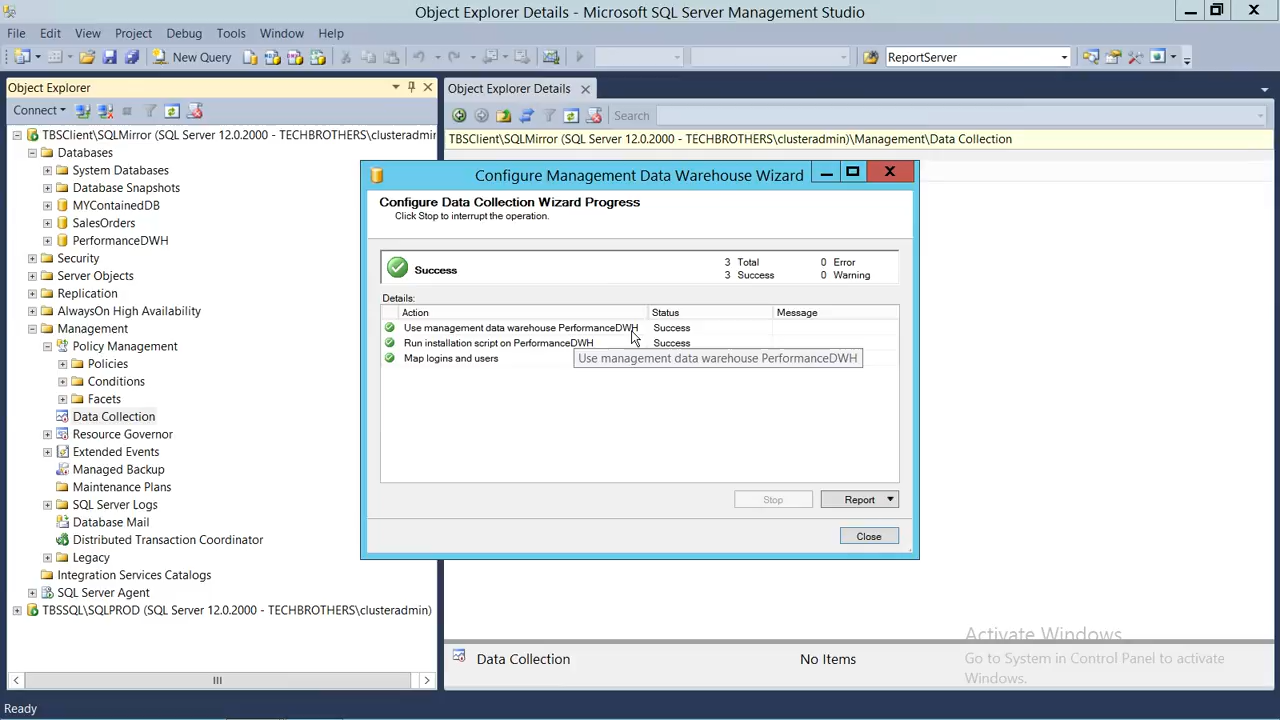 Object Explorer Details - Microsoft SQL Server Management Studio
File Edit View Project Debug Tools Window Help
New Query ReportServer
Object Explorer
Object Explorer Details
Connect
Search
TBSClient\SQLMirror (SQL Server 12.0.2000 - TECHBROTHERS\clusteradmin
TBSClient\SQLMirror (SQL Server 12.0.2000 - TECHBROTHERS\clusteradmin)\Management\Data Collection
Databases
System Databases
Database Snapshots
MYContainedDB
SalesOrders
PerformanceDWH
Security
Server Objects
Replication
AlwaysOn High Availability
Management
Policy Management
Policies
Conditions
Facets
Data Collection
Resource Governor
Extended Events
Managed Backup
Maintenance Plans
SQL Server Logs
Database Mail
Distributed Transaction Coordinator
Legacy
Integration Services Catalogs
SQL Server Agent
TBSSQL\SQLPROD (SQL Server 12.0.2000 - TECHBROTHERS\clusteradmin)
Configure Management Data Warehouse Wizard
Configure Data Collection Wizard Progress
Click Stop to interrupt the operation.
Success
3 Total 0 Error
3 Success 0 Warning
Details:
Action Status Message
Use management data warehouse PerformanceDWH Success
Run installation script on PerformanceDWH Success
Map logins and users
Use management data warehouse PerformanceDWH
Stop Report
Close
Data Collection No Items
Activate Windows
Go to System in Control Panel to activate
Windows.
Ready